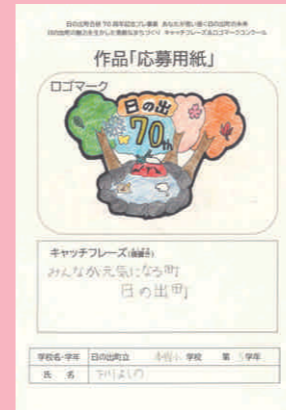 日の出町合併70周年記念プレ事業 あなたが思い描く日の出町の未来
日の出町の魅力を生かした素敵なまちづくり キャッチフレーズ&ロゴマークコンクール
作品「応募用紙」
ロゴマーク
日の出
70th
キャッチフレーズ
みんなが元気になる町
日の出町
学校名・学年 日の出町立 本宿小 学校 第 学年
氏 名